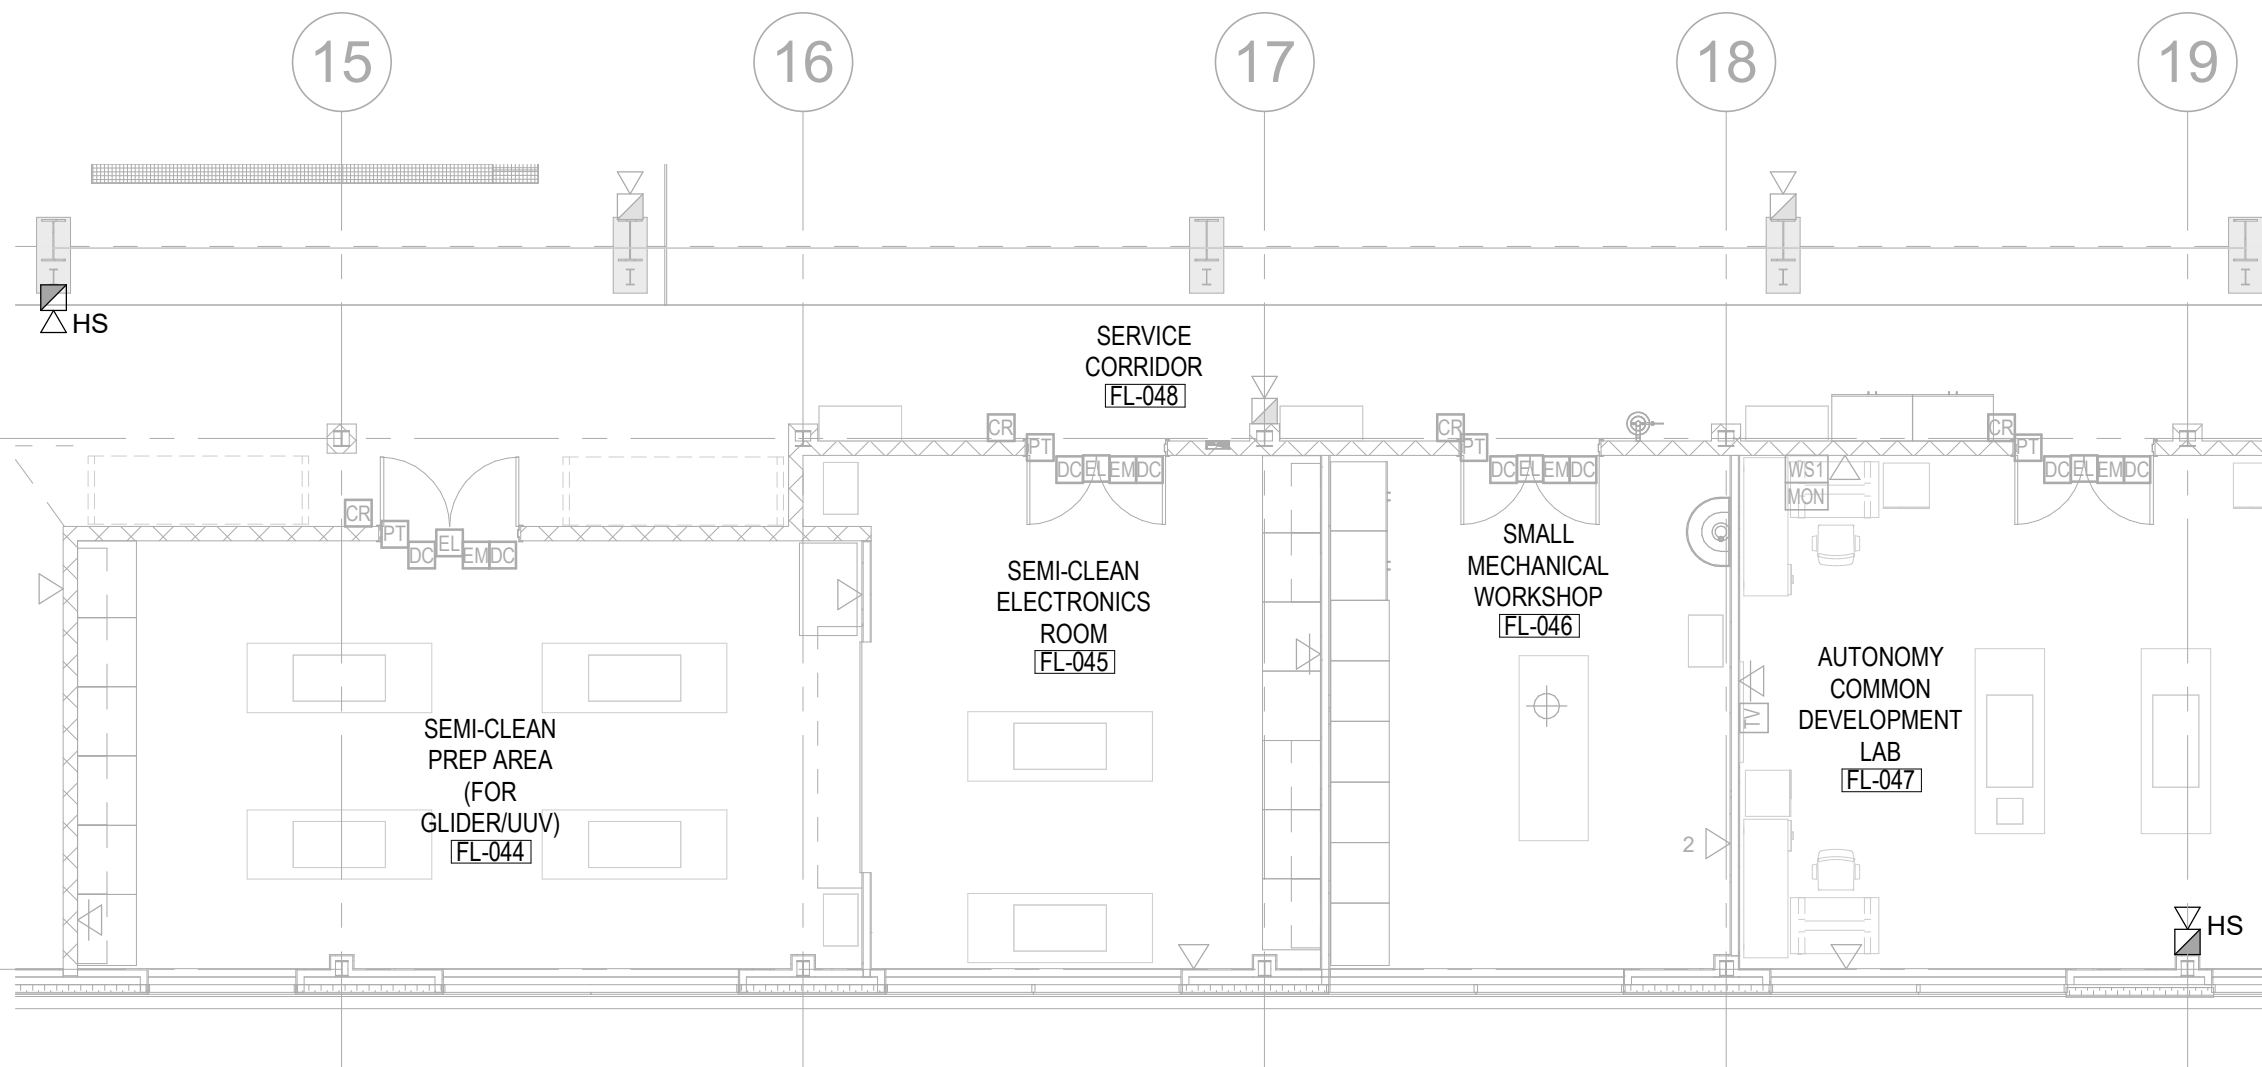 15
16
17
18
19
I
I
I
I
I
HS
SERVICE
CORRIDOR
FL-048
CR
PT
DC EL EM DC
CR
PT
DC EL EM DC
CR
PT
DC EL EM DC
CR
PT
DC EL EM DC
WS1
MON
SEMI-CLEAN
PREP AREA
(FOR
GLIDER/UUV)
FL-044
SEMI-CLEAN
ELECTRONICS
ROOM
FL-045
SMALL
MECHANICAL
WORKSHOP
FL-046
2
AUTONOMY
COMMON
DEVELOPMENT
LAB
FL-047
TV
HS